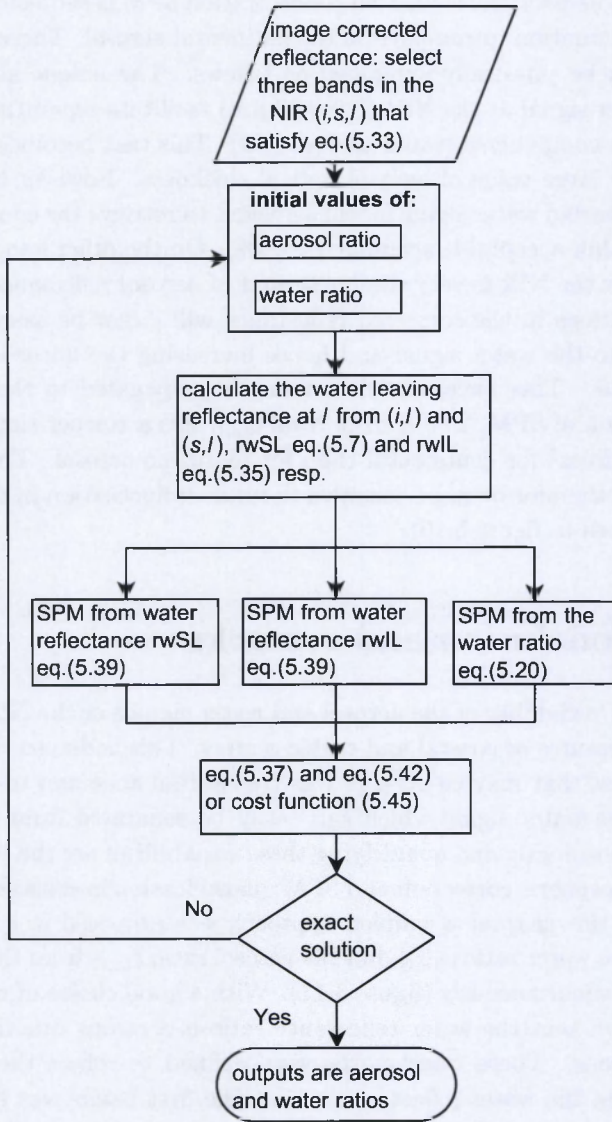 image corrected
reflectance: select
three bands in the
NIR (i,s,l) that
satisfy eq.(5.33)
initial values of:
aerosol ratio
water ratio
calculate the water leaving
reflectance at l from (i,l) and
(s,l), rwSL eq.(5.7) and rwIL
eq.(5.35) resp.
SPM from water
reflectance rwSL
eq.(5.39)
SPM from water
reflectance rwIL
eq.(5.39)
SPM from the
water ratio
eq.(5.20)
eq.(5.37) and eq.(5.42)
or cost function (5.45)
No
exact
solution
Yes
outputs are aerosol
and water ratios